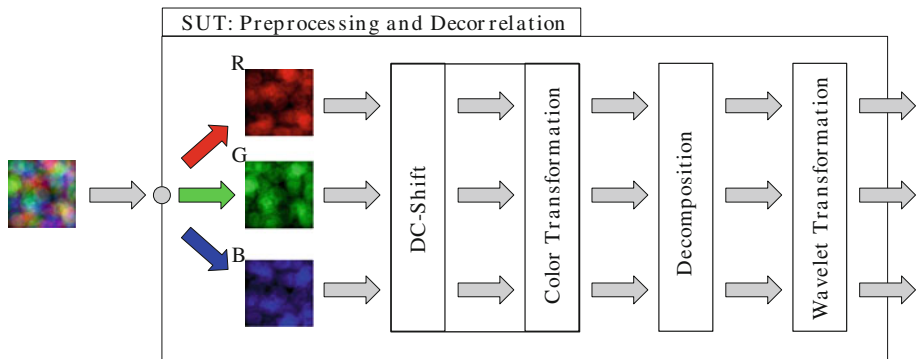 SUT: Preprocessing and Decorrelation
R
G
B
DC-Shift
Color Transformation
Decomposition
Wavelet Transformation